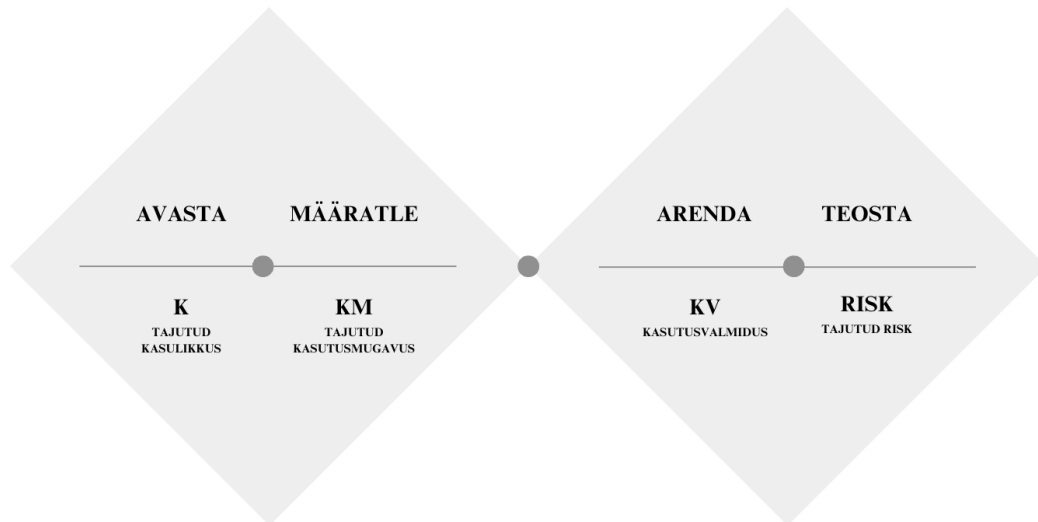 AVASTA
MÄÄRATLE
K
TAJUTUD
KASULIKKUS
KM
TAJUTUD
KASUTUSMUGAVUS
ARENDA
TEOSTA
KV
KASUTUSVALMIDUS
RISK
TAJUTUD RISK